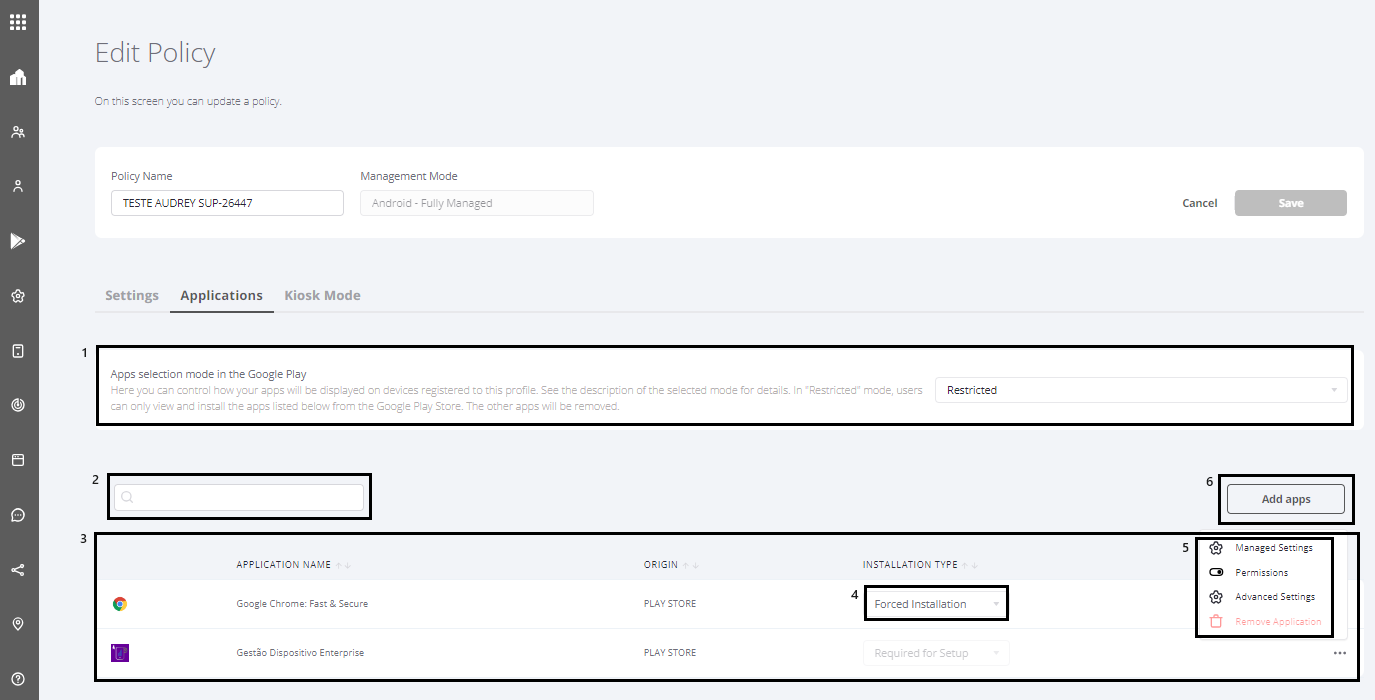 Edit Policy
On this screen you can update a policy.
Policy Name
Management Mode
TESTE AUDREY SUP-26447
Android - Fully Managed
Cancel
Save
Settings
Applications
Kiosk Mode
1
Apps selection mode in the Google Play
Here you can control how your apps will be displayed on devices registered to this profile. See the description of the selected mode for details. In "Restricted" mode, users
can only view and install the apps listed below from the Google Play Store. The other apps will be removed.
Restricted
2
6
Add apps
3
5
Managed Settings
Permissions
Advanced Settings
Remove Application
APPLICATION NAME
ORIGIN
INSTALLATION TYPE
Google Chrome: Fast & Secure
PLAY STORE
4
Forced Installation
Gestão Dispositivo Enterprise
PLAY STORE
Required for Setup